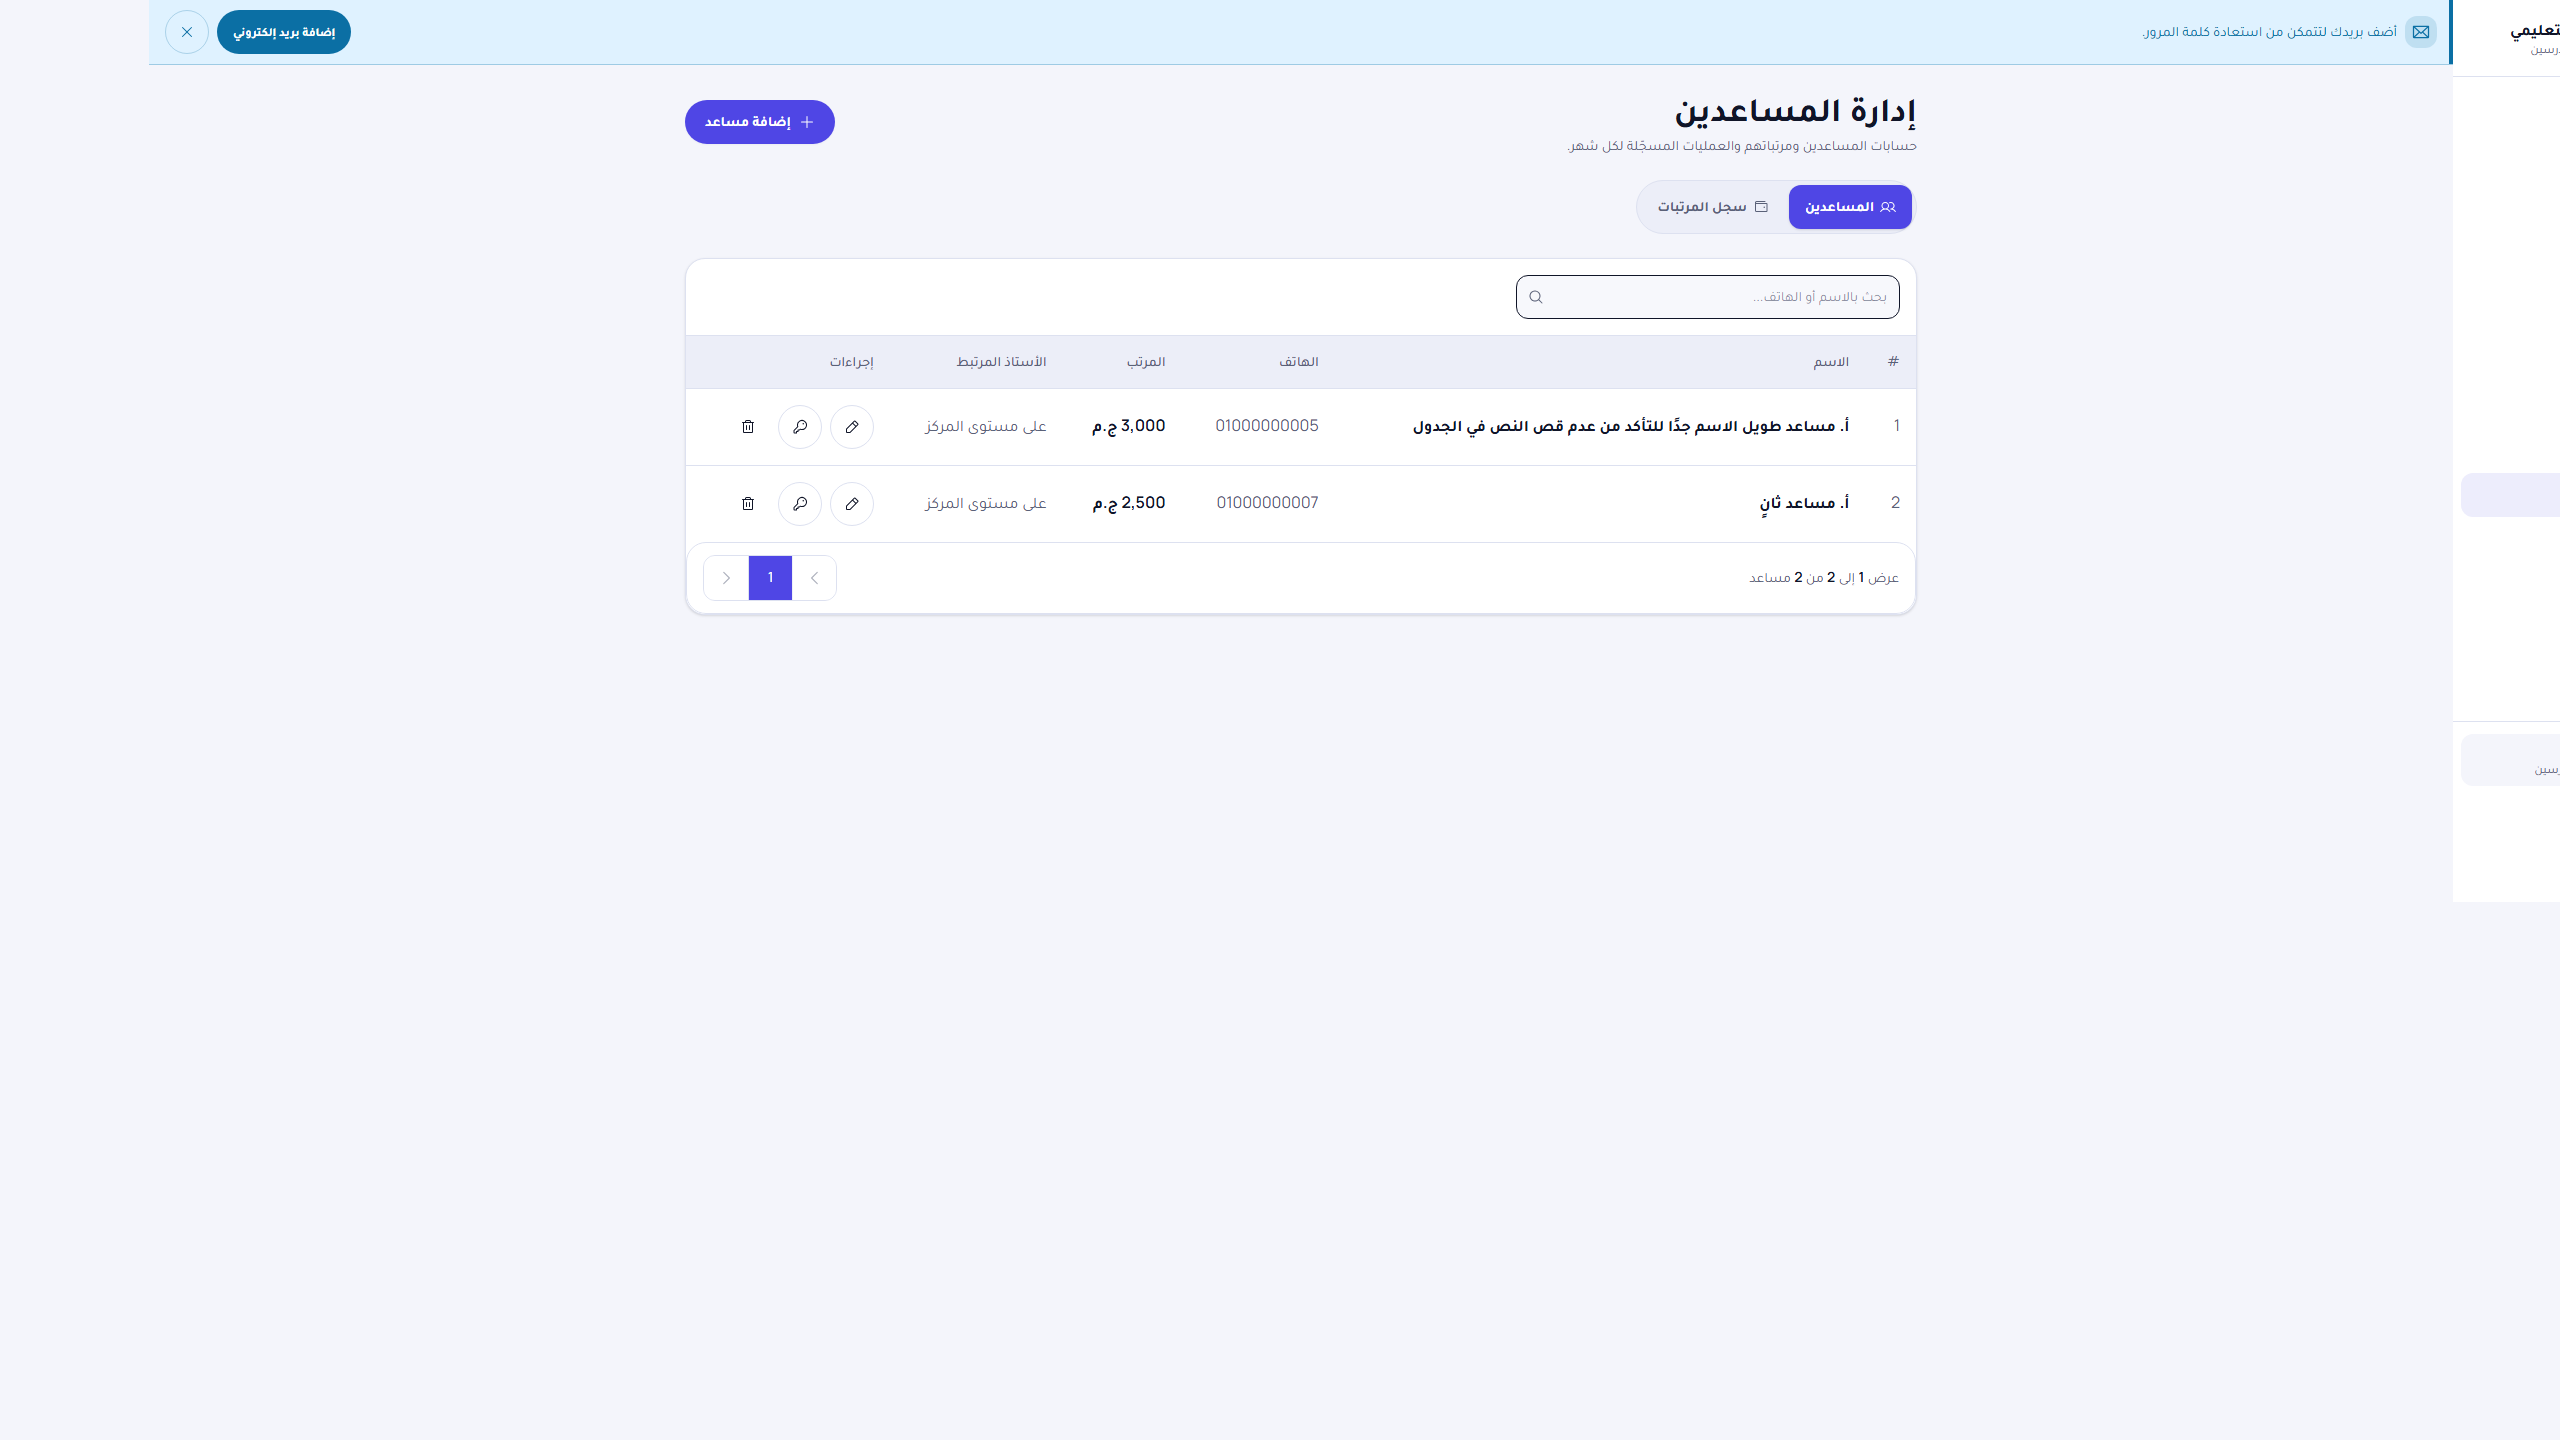 أضف بريدك لتتمكن من استعادة كلمة المرور.
إضافة بريد إلكتروني
إدارة المساعدين
حسابات المساعدين ومرتباتهم والعمليات المسجّلة لكل شهر.
إضافة مساعد
المساعدين
سجل المرتبات
بحث بالاسم أو الهاتف...
# الاسم الهاتف المرتب الأستاذ المرتبط إجراءات
1 أ. مساعد طويل الاسم جدًا للتأكد من عدم قص النص في الجدول 01000000005 3,000 ج.م على مستوى المركز
2 أ. مساعد ثانٍ 01000000007 2,500 ج.م على مستوى المركز
عرض 1 إلى 2 من 2 مساعد
1